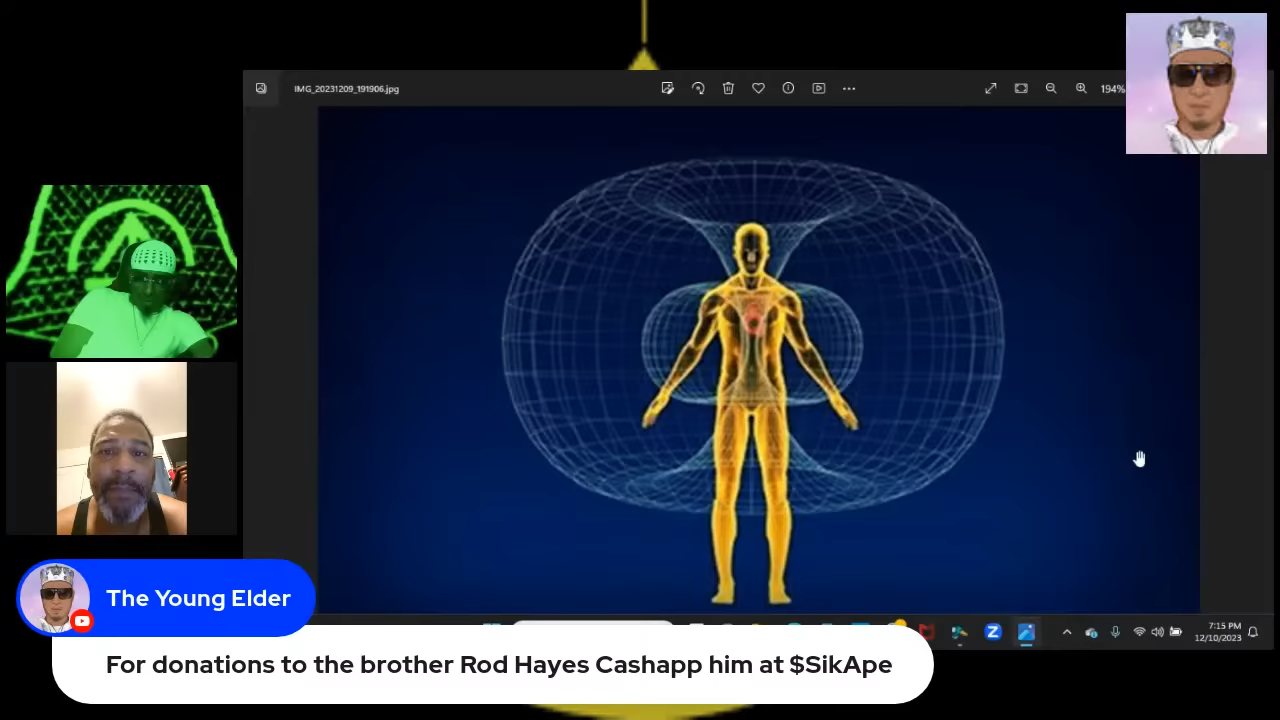 IMG_20231209_191906.jpg
194%
The Young Elder
For donations to the brother Rod Hayes Cashapp him at $SikApe
7:15 PM
12/10/2023